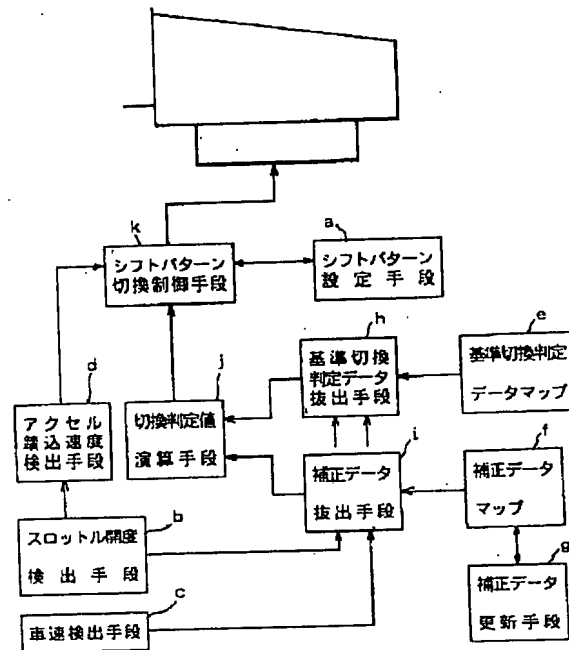 k
シフトパターン
切換制御手段
a
シフトパターン
設定手段
h
基準切換
判定データ
抜出手段
e
基準切換判定
データマップ
d
アクセル
踏込速度
検出手段
j
切換判定値
演算手段
i
補正データ
抜出手段
f
補正データ
マップ
b
スロットル開度
検出手段
g
補正データ
更新手段
c
車速検出手段